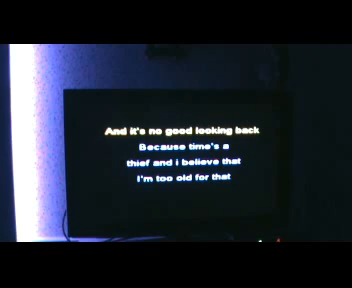 And it's no good looking back
Because time's a
thief and i believe that
I'm too old for that